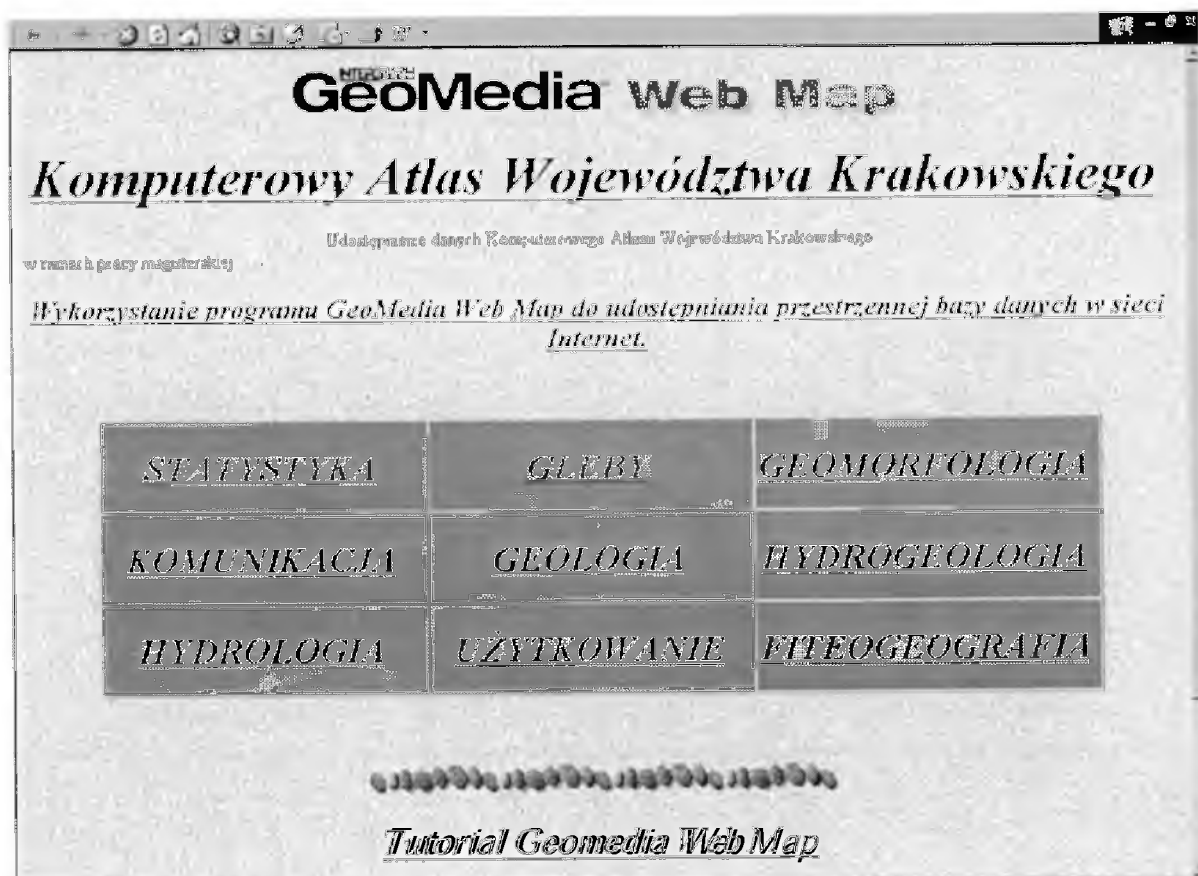 INTERGRAPH
GeoMedia Web Map
Komputerowy Atlas Województwa Krakowskiego
Udostępnianie danych Komputerowego Atlasu Województwa Krakowskiego
w ramach pracy magisterskiej
Wykorzystanie programu GeoMedia Web Map do udostępniania przestrzennej bazy danych w sieci
Internet.
STATYSTYKA GLEBY GEOMORFOLOGIA
KOMUNIKACJA GEOLOGIA HYDROGEOLOGIA
HYDROLOGIA UŻYTKOWANIE FITEOGEOGRAFIA
Tutorial Geomedia Web Map